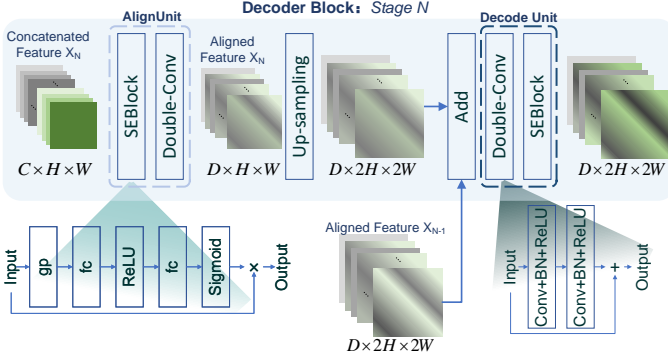 Decoder Block: Stage N
AlignUnit
Decode Unit
Concatenated
Feature X_N
SEBlock
Double-Conv
Aligned
Feature X_N
Up-sampling
Add
Double-Conv
SEBlock
C×H×W
D×H×W
D×2H×2W
D×2H×2W
Input
gp
fc
ReLU
fc
Sigmoid
×
Output
Aligned Feature X_{N-1}
D×2H×2W
Input
Conv+BN+ReLU
Conv+BN+ReLU
+
Output